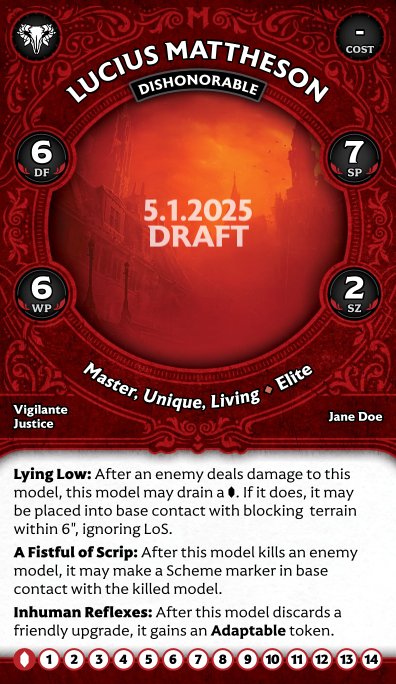 -
COST
LUCIUS MATTHESON
DISHONORABLE
6
DF
7
SP
5.1.2025
DRAFT
6
WP
2
SZ
Master, Unique, Living ♦ Elite
Vigilante
Justice
Jane Doe
Lying Low: After an enemy deals damage to this
model, this model may drain a ⬮. If it does, it may
be placed into base contact with blocking terrain
within 6", ignoring LoS.
A Fistful of Scrip: After this model kills an enemy
model, it may make a Scheme marker in base
contact with the killed model.
Inhuman Reflexes: After this model discards a
friendly upgrade, it gains an Adaptable token.
1 2 3 4 5 6 7 8 9 10 11 12 13 14